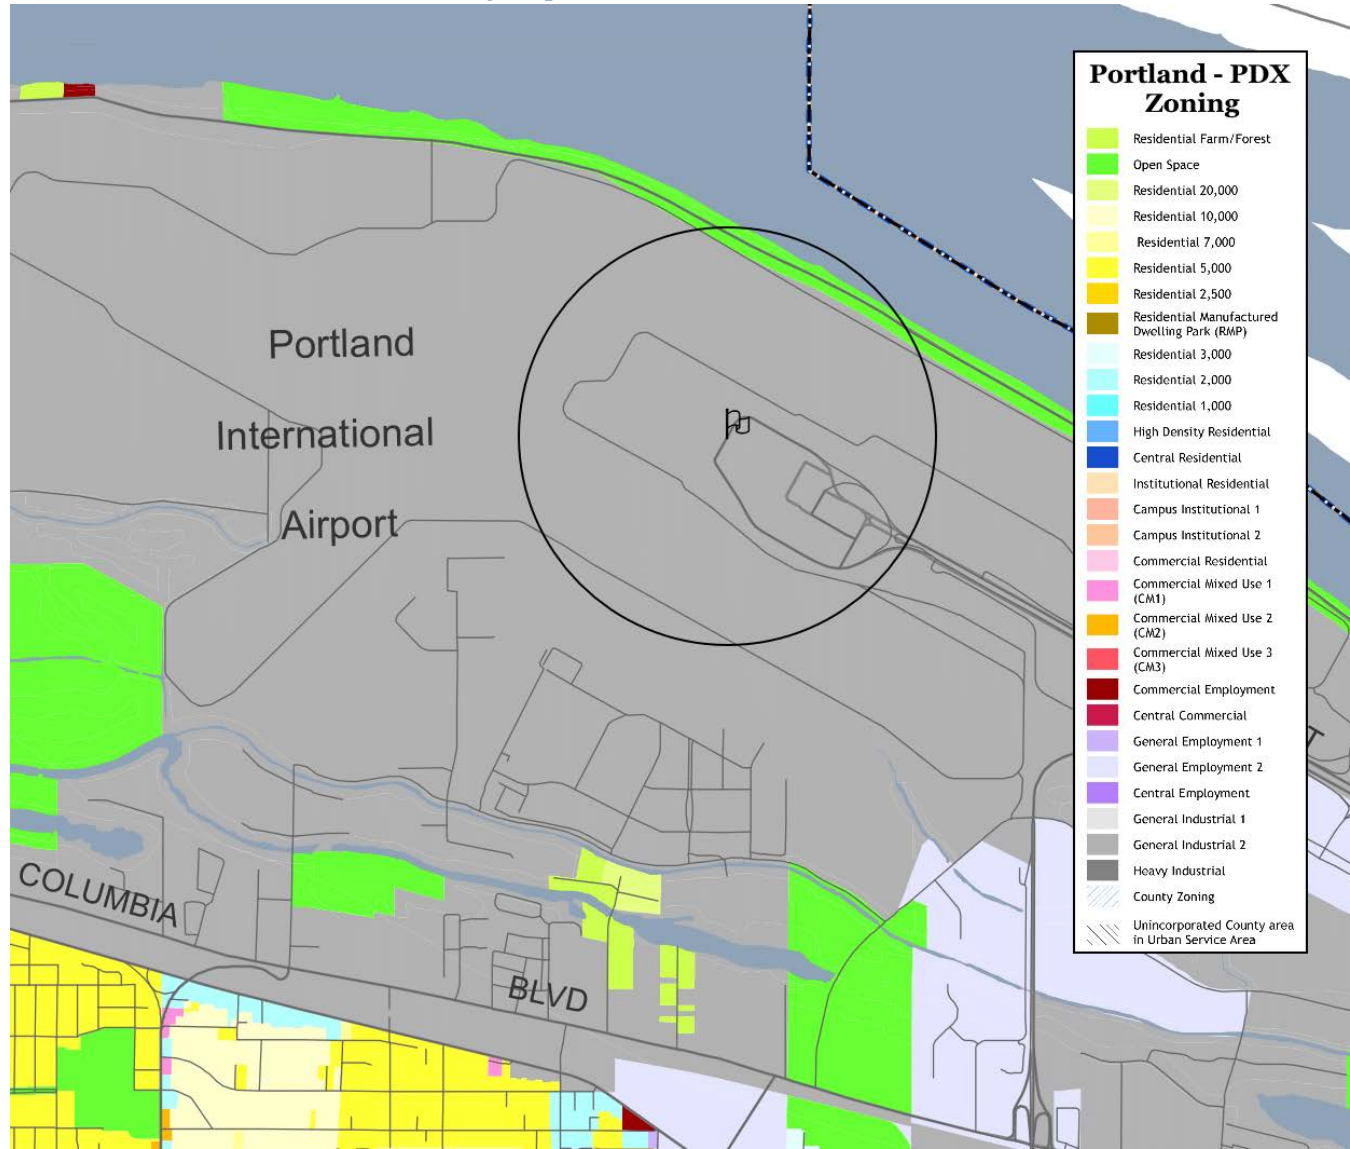 Portland
International
Airport
COLUMBIA
BLVD
Portland - PDX
Zoning
Residential Farm/Forest
Open Space
Residential 20,000
Residential 10,000
Residential 7,000
Residential 5,000
Residential 2,500
Residential Manufactured
Dwelling Park (RMP)
Residential 3,000
Residential 2,000
Residential 1,000
High Density Residential
Central Residential
Institutional Residential
Campus Institutional 1
Campus Institutional 2
Commercial Residential
Commercial Mixed Use 1
(CM1)
Commercial Mixed Use 2
(CM2)
Commercial Mixed Use 3
(CM3)
Commercial Employment
Central Commercial
General Employment 1
General Employment 2
Central Employment
General Industrial 1
General Industrial 2
Heavy Industrial
County Zoning
Unincorporated County area
in Urban Service Area